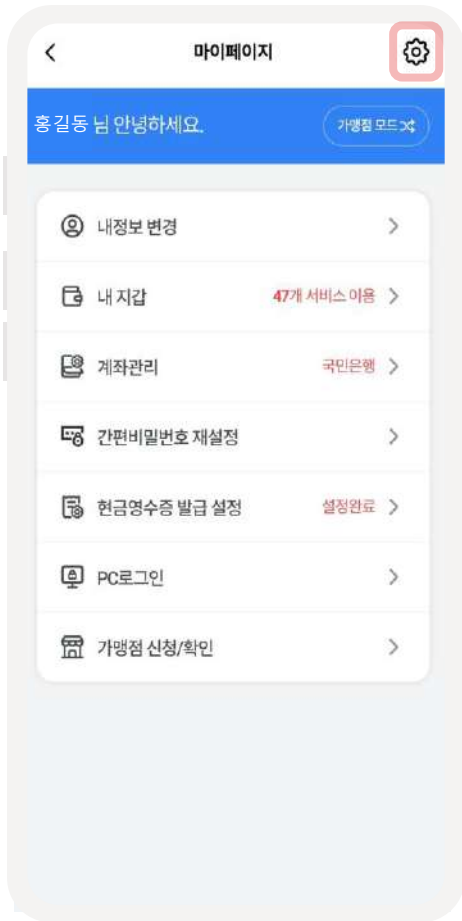 마이페이지
홍길동 님 안녕하세요.
가맹점 모드
내정보 변경
내 지갑 47개 서비스 이용
계좌관리 국민은행
간편비밀번호 재설정
현금영수증 발급 설정 설정완료
PC로그인
가맹점 신청/확인